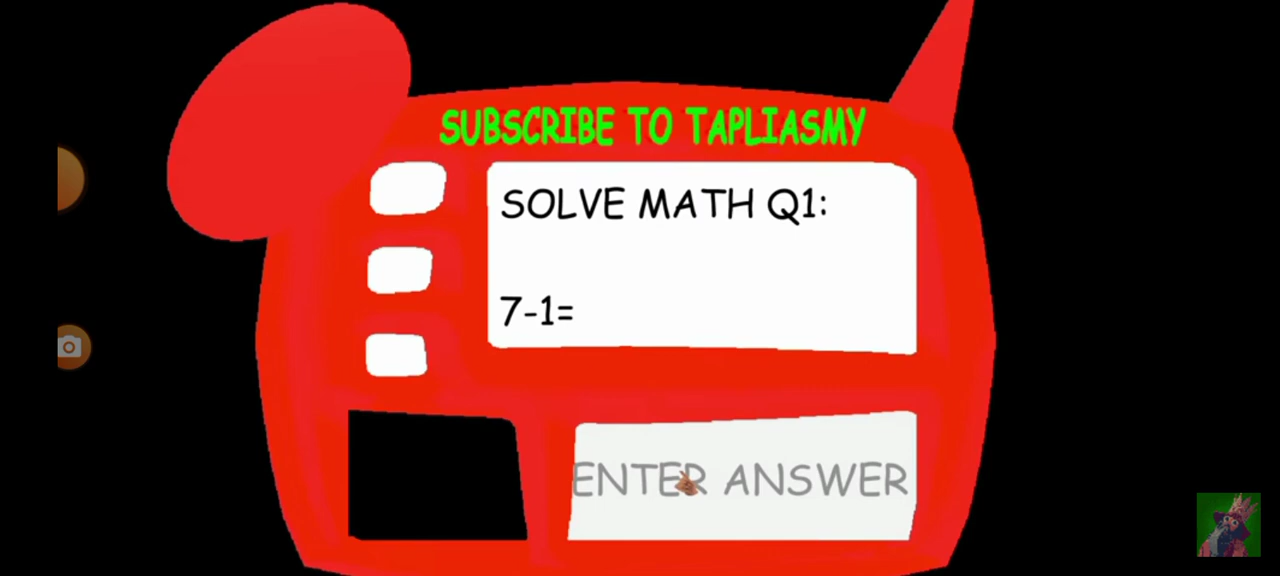 SUBSCRIBE TO TAPLIASMY
SOLVE MATH Q1:
7-1=
ENTER ANSWER